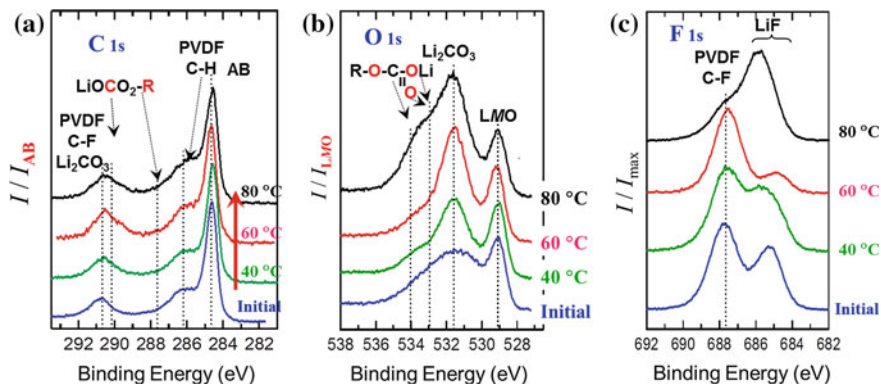 (a)
C 1s
PVDF
C-H
AB
LiOCO2-R
PVDF
C-F
Li2CO3
80 °C
60 °C
40 °C
Initial
I / IAB
292 290 288 286 284 282
Binding Energy (eV)
(b)
O 1s
Li2CO3
R-O-C-OLi
O
LMO
80 °C
60 °C
40 °C
Initial
I / ILMO
538 536 534 532 530 528
Binding Energy (eV)
(c)
F 1s
LiF
PVDF
C-F
80 °C
60 °C
40 °C
Initial
I / Imax
692 690 688 686 684 682
Binding Energy (eV)